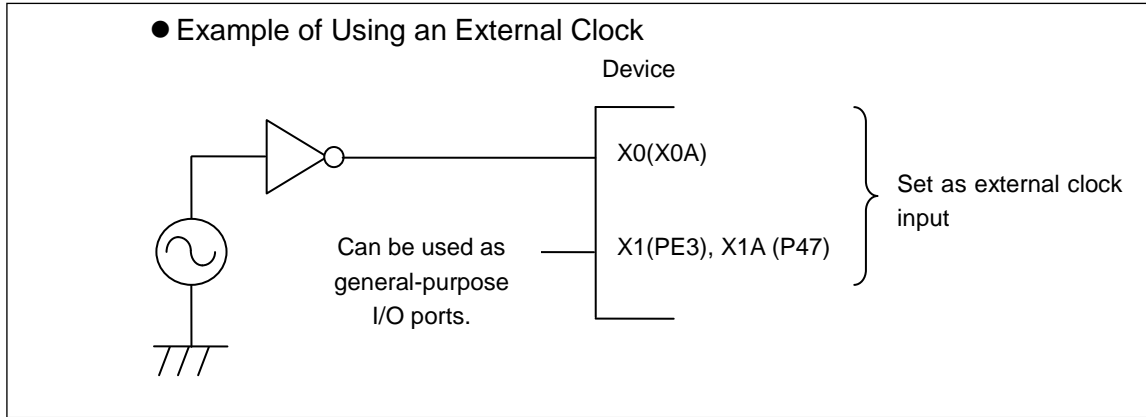 ● Example of Using an External Clock
Device
X0(X0A)
Set as external clock
input
Can be used as
general-purpose
I/O ports.
X1(PE3), X1A (P47)